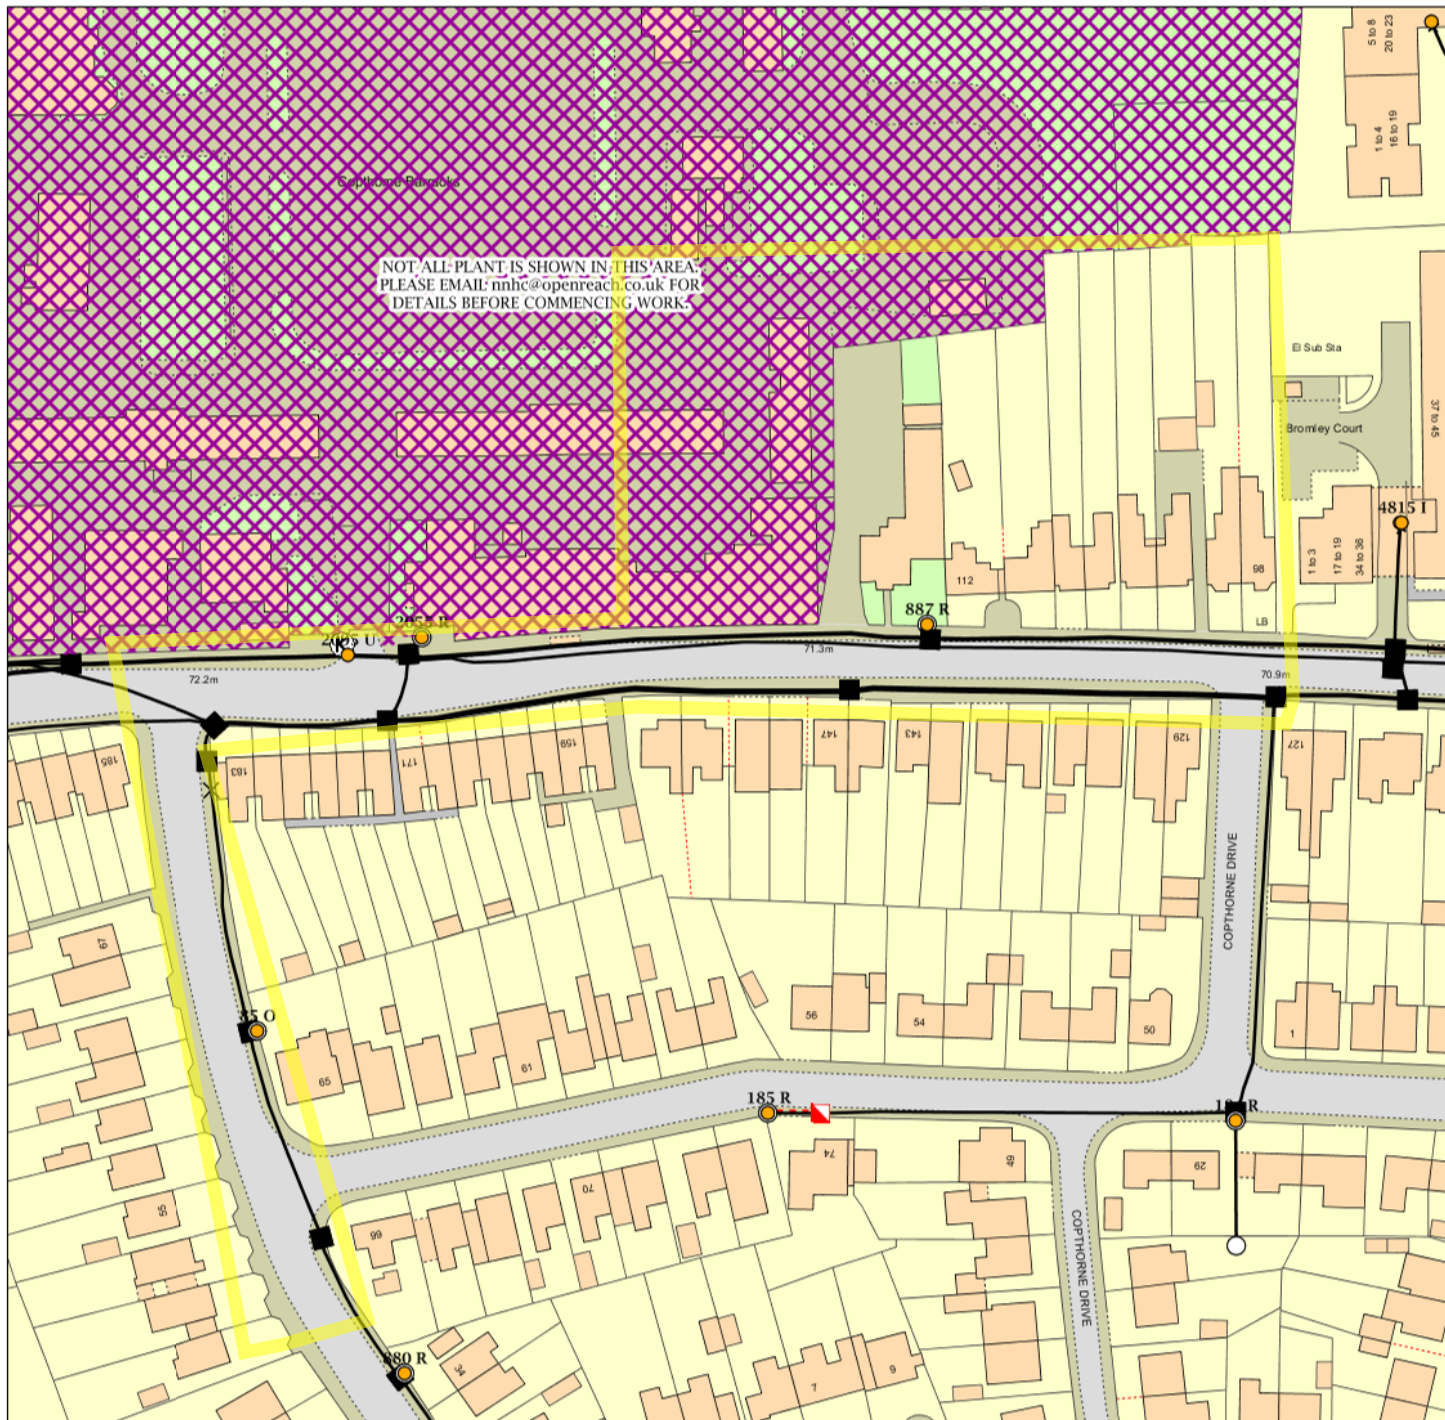 5 to 8
20 to 23
1 to 4
16 to 19
Copthorne Barracks
NOT ALL PLANT IS SHOWN IN THIS AREA.
PLEASE EMAIL nnhc@openreach.co.uk FOR
DETAILS BEFORE COMMENCING WORK.
El Sub Sta
Bromley Court
37 to 45
4815 I
1 to 3
17 to 19
34 to 36
98
112
887 R
LB
71.3m
72.2m
70.9m
185
183
171
159
147
143
129
127
COPTHORNE DRIVE
67
65
61
56
54
50
1
185 R
55
66
70
74
49
29
COPTHORNE DRIVE
880 R
34
7
9